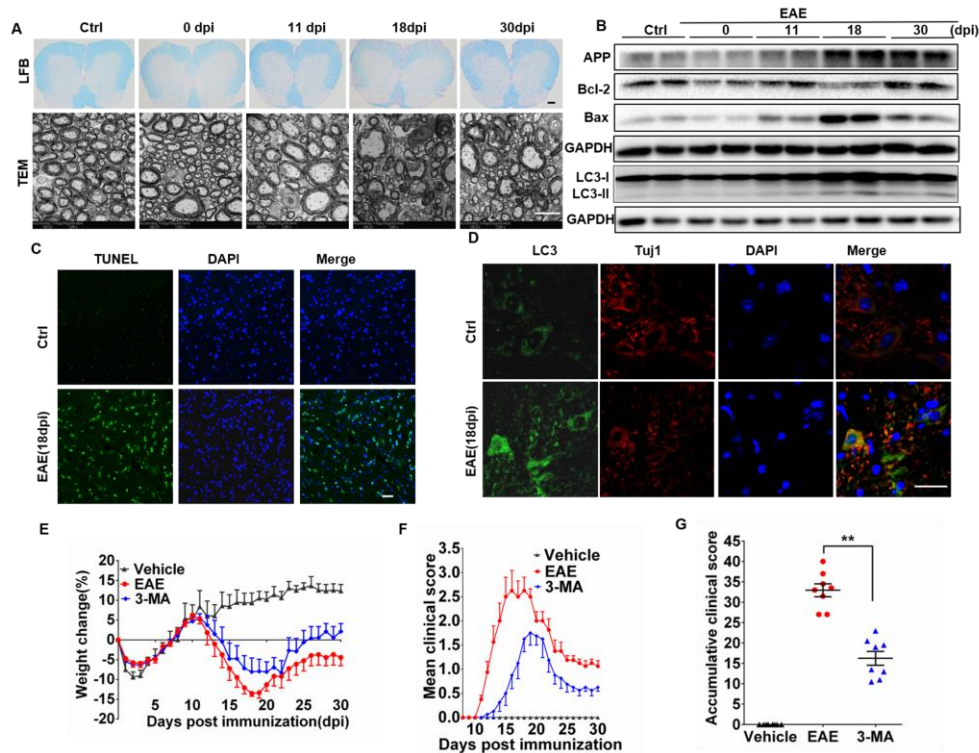 A
Ctrl
0 dpi
11 dpi
18dpi
30dpi
LFB
TEM
B
EAE
Ctrl
0
11
18
30
(dpi)
APP
Bcl-2
Bax
GAPDH
LC3-I
LC3-II
GAPDH
C
TUNEL
DAPI
Merge
Ctrl
EAE(18dpi)
D
LC3
Tuj1
DAPI
Merge
Ctrl
EAE(18dpi)
E
Weight change(%)
20
15
10
5
0
-5
-10
-15
-20
Vehicle
EAE
3-MA
5
10
15
20
25
30
Days post immunization(dpi)
F
Mean clinical score
3.5
3.0
2.5
2.0
1.5
1.0
0.5
0.0
Vehicle
EAE
3-MA
10
15
20
25
30
Days post immunization
G
Accumulative clinical score
45
40
35
30
25
20
15
10
5
0
**
Vehicle
EAE
3-MA